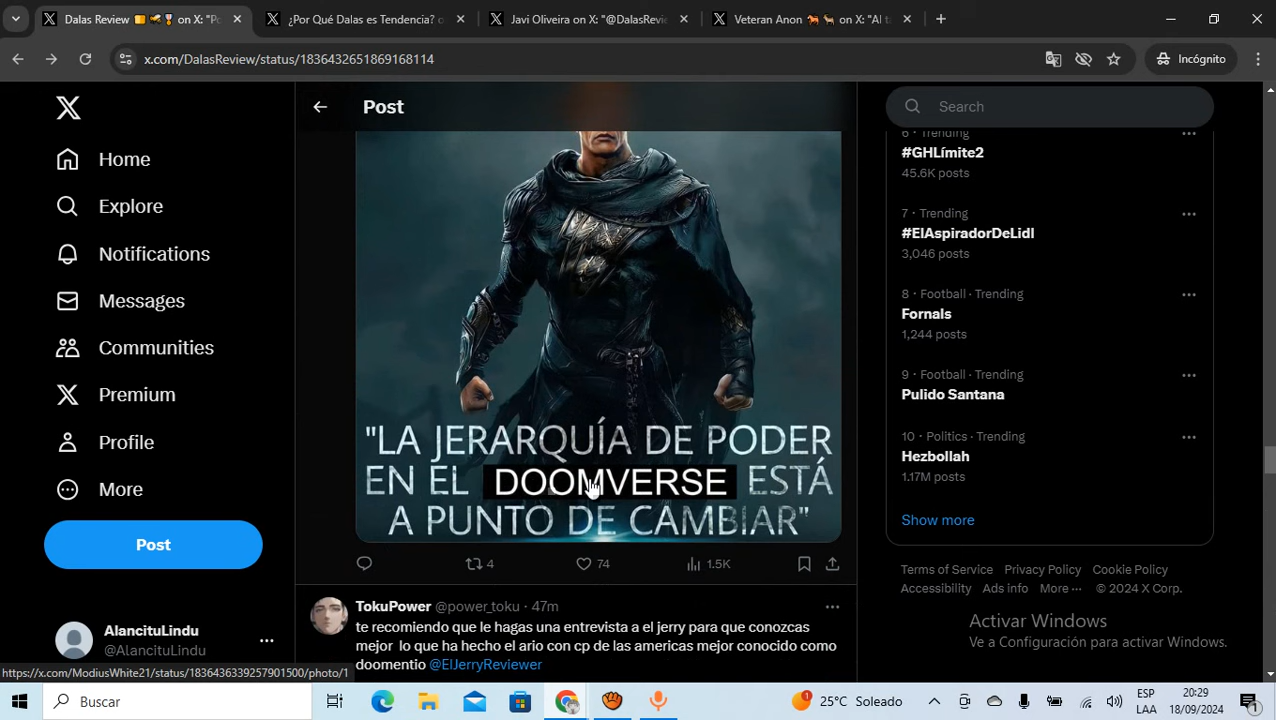 Dalas Review
on X: "Po
¿Por Qué Dalas es Tendencia?
Javi Oliveira on X: "@DalasRevie
Veteran Anon
on X: "Al ta
x.com/DalasReview/status/1836432651869168114
Incógnito
Home
Explore
Notifications
Messages
Communities
Premium
Profile
More
Post
AlancituLindu
@AlancituLindu
Post
"LA JERARQUÍA DE PODER
EN EL DOOMVERSE ESTÁ
A PUNTO DE CAMBIAR"
4
74
1.5K
TokuPower @power_toku · 47m
te recomiendo que le hagas una entrevista a el jerry para que conozcas
mejor lo que ha hecho el ario con cp de las americas mejor conocido como
doomentio @ElJerryReviewer
Search
6 · Trending
#GHLímite2
45.6K posts
7 · Trending
#ElAspiradorDeLidl
3,046 posts
8 · Football · Trending
Fornals
1,244 posts
9 · Football · Trending
Pulido Santana
10 · Politics · Trending
Hezbollah
1.17M posts
Show more
Terms of Service Privacy Policy Cookie Policy
Accessibility Ads info More ··· © 2024 X Corp.
Activar Windows
Ve a Configuración para activar Windows.
https://x.com/ModiusWhite21/status/1836436339257901500/photo/1
Buscar
1
25°C Soleado
ESP
LAA
20:29
18/09/2024
1